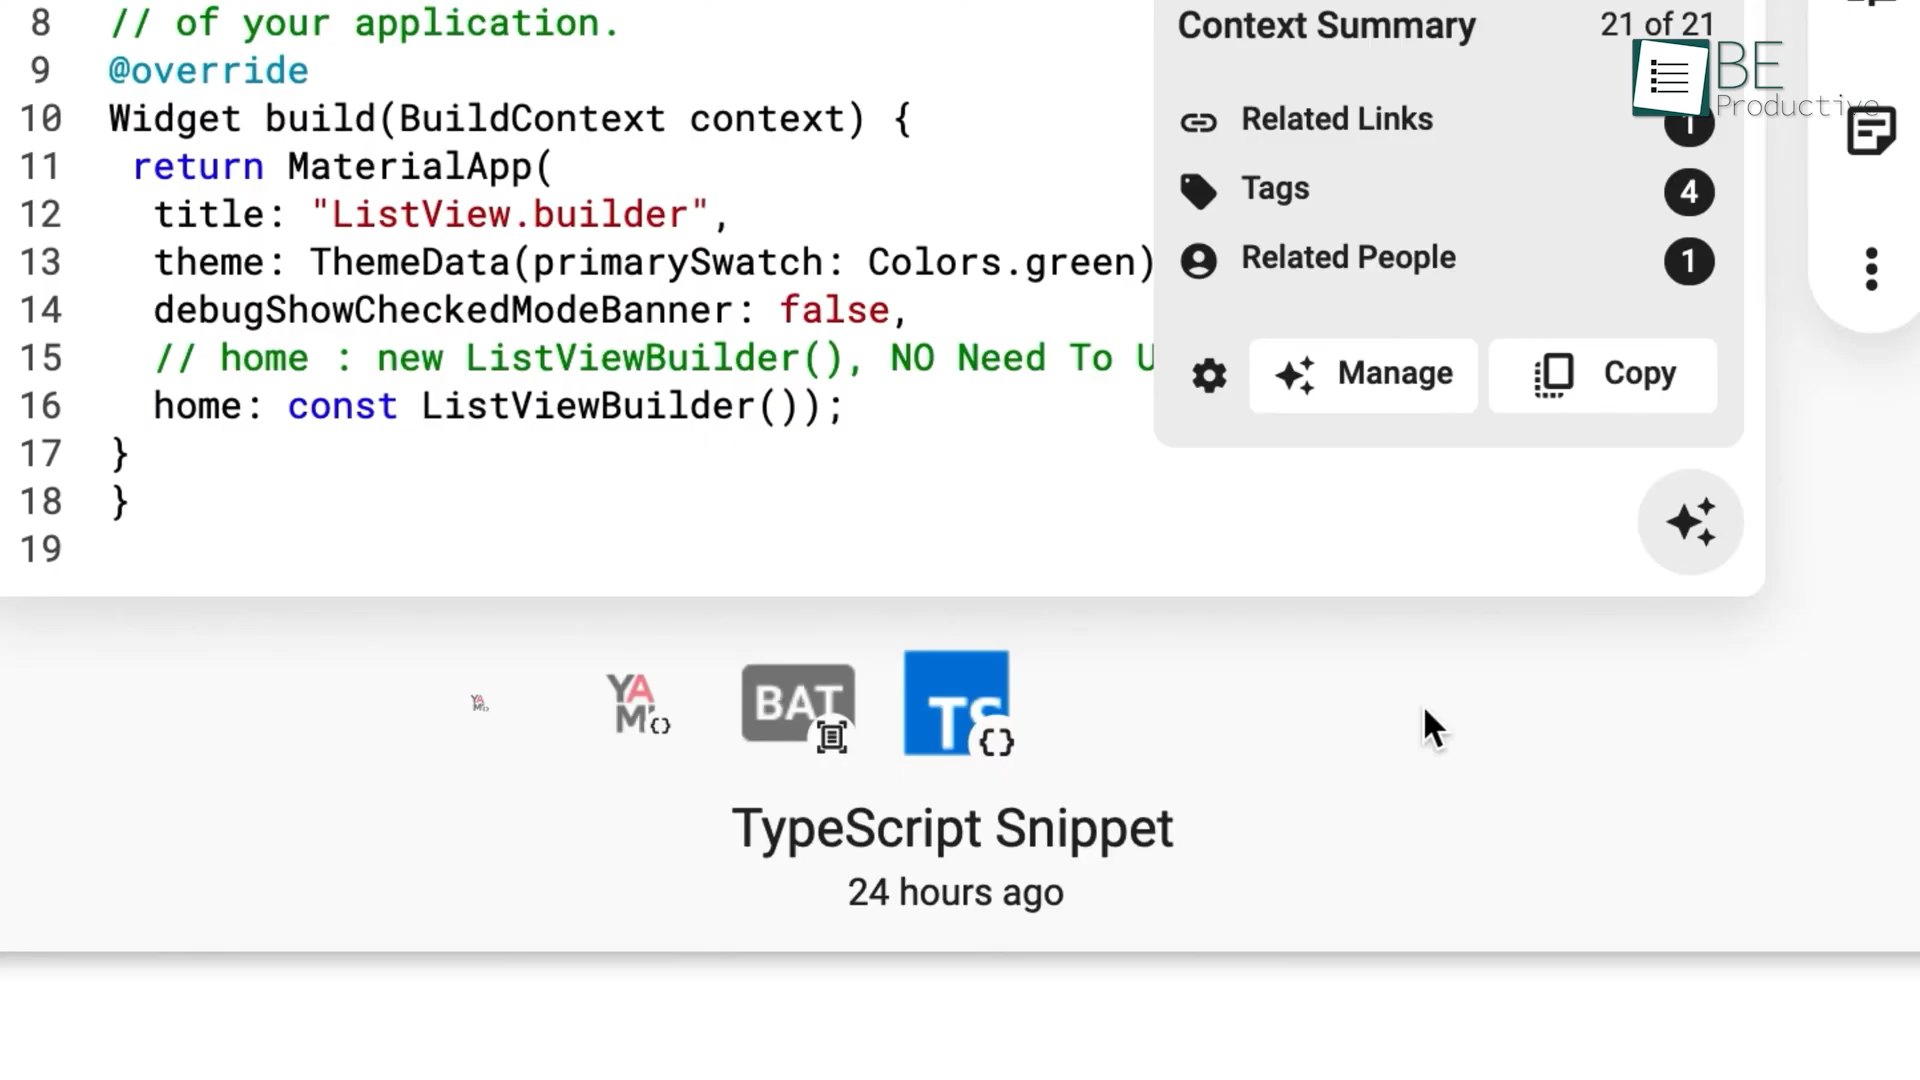 8 // of your application.
9 @override
10 Widget build(BuildContext context) {
11 return MaterialApp(
12 title: "ListView.builder",
13 theme: ThemeData(primarySwatch: Colors.green)
14 debugShowCheckedModeBanner: false,
15 // home : new ListViewBuilder(), NO Need To U
16 home: const ListViewBuilder());
17 }
18 }
19
Context Summary 21 of 21
BE
Productive
Related Links 1
Tags 4
Related People 1
Manage Copy
YAM {}
BAT
TS {}
TypeScript Snippet
24 hours ago